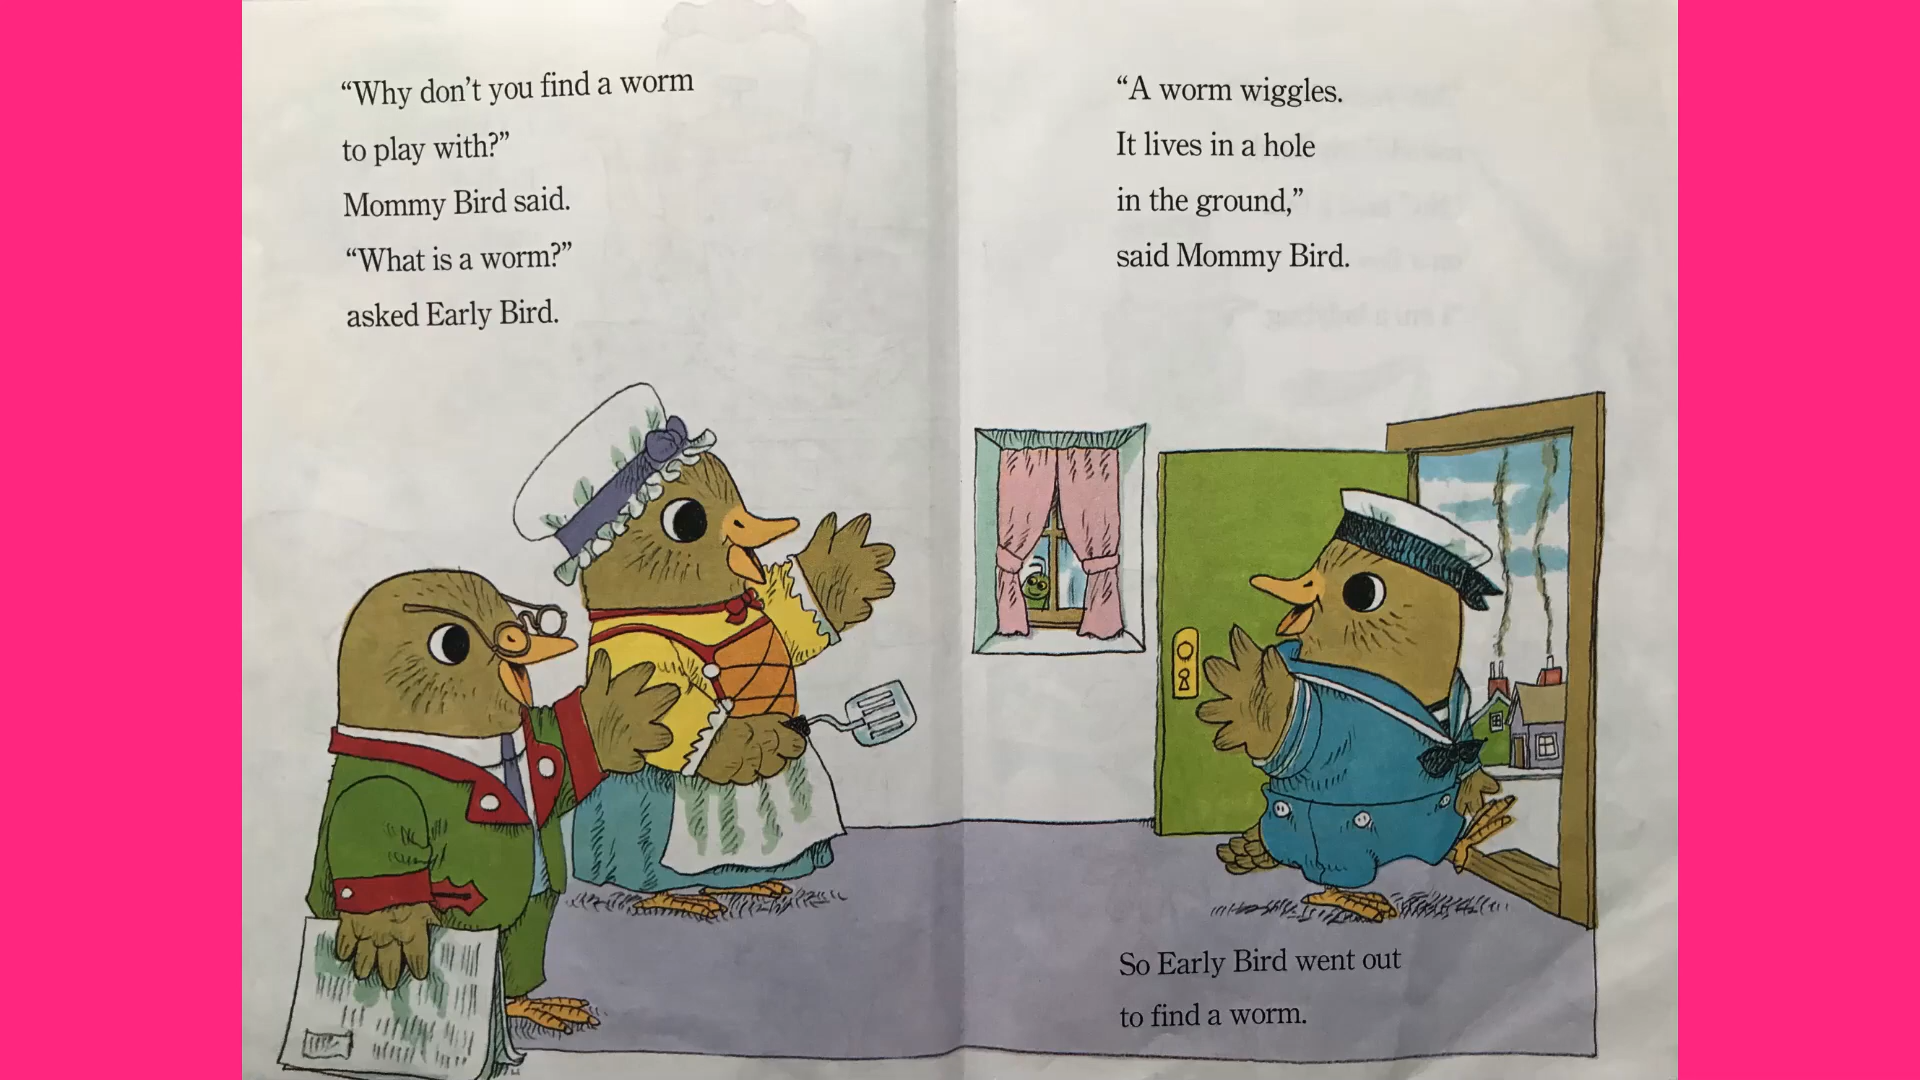 “Why don’t you find a worm
to play with?”
Mommy Bird said.
“What is a worm?”
asked Early Bird.
“A worm wiggles.
It lives in a hole
in the ground,”
said Mommy Bird.
So Early Bird went out
to find a worm.